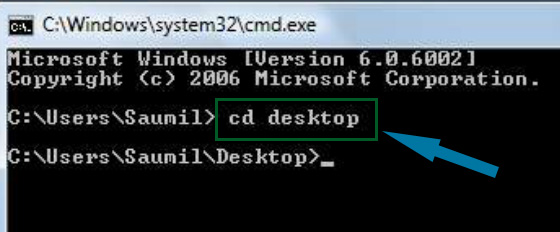 C:\Windows\system32\cmd.exe
Microsoft Windows [Version 6.0.6002]
Copyright (c) 2006 Microsoft Corporation.
C:\Users\Saumil> cd desktop
C:\Users\Saumil\Desktop>_